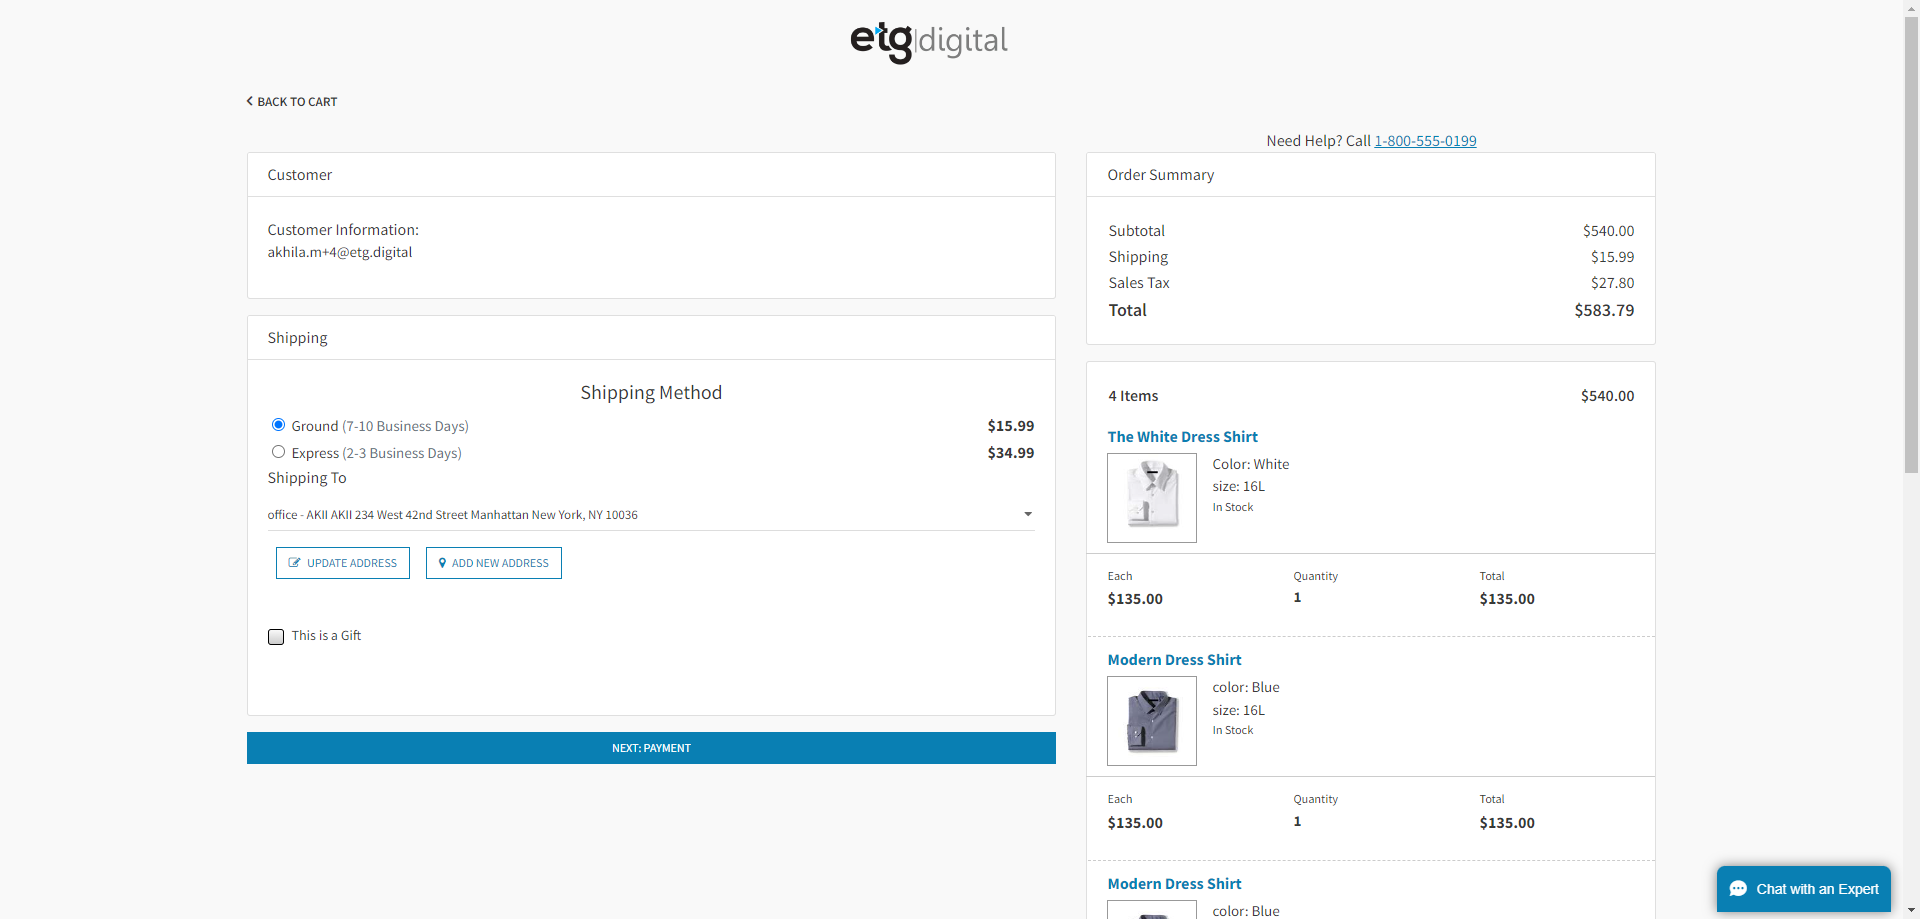 etg|digital
BACK TO CART
Need Help? Call 1-800-555-0199
Customer
Customer Information:
akhila.m+4@etg.digital
Shipping
Shipping Method
Ground (7-10 Business Days) $15.99
Express (2-3 Business Days) $34.99
Shipping To
office - AKII AKII 234 West 42nd Street Manhattan New York, NY 10036
UPDATE ADDRESS ADD NEW ADDRESS
This is a Gift
NEXT: PAYMENT
Order Summary
Subtotal $540.00
Shipping $15.99
Sales Tax $27.80
Total $583.79
4 Items $540.00
The White Dress Shirt
Color: White
size: 16L
In Stock
Each Quantity Total
$135.00 1 $135.00
Modern Dress Shirt
color: Blue
size: 16L
In Stock
Each Quantity Total
$135.00 1 $135.00
Modern Dress Shirt
color: Blue
Chat with an Expert